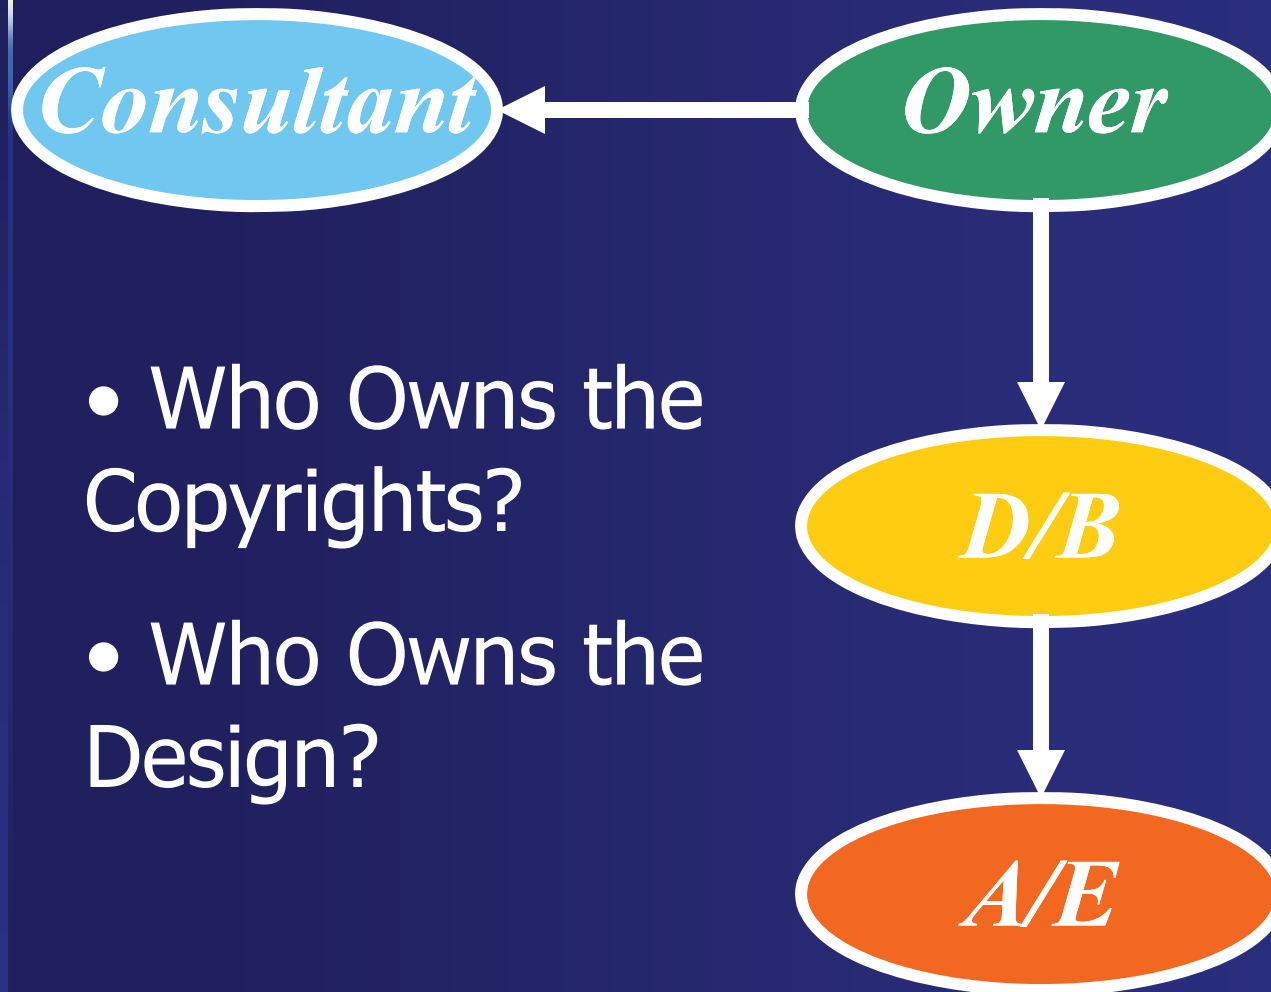 Consultant
Owner
• Who Owns the
Copyrights?
D/B
• Who Owns the
Design?
A/E